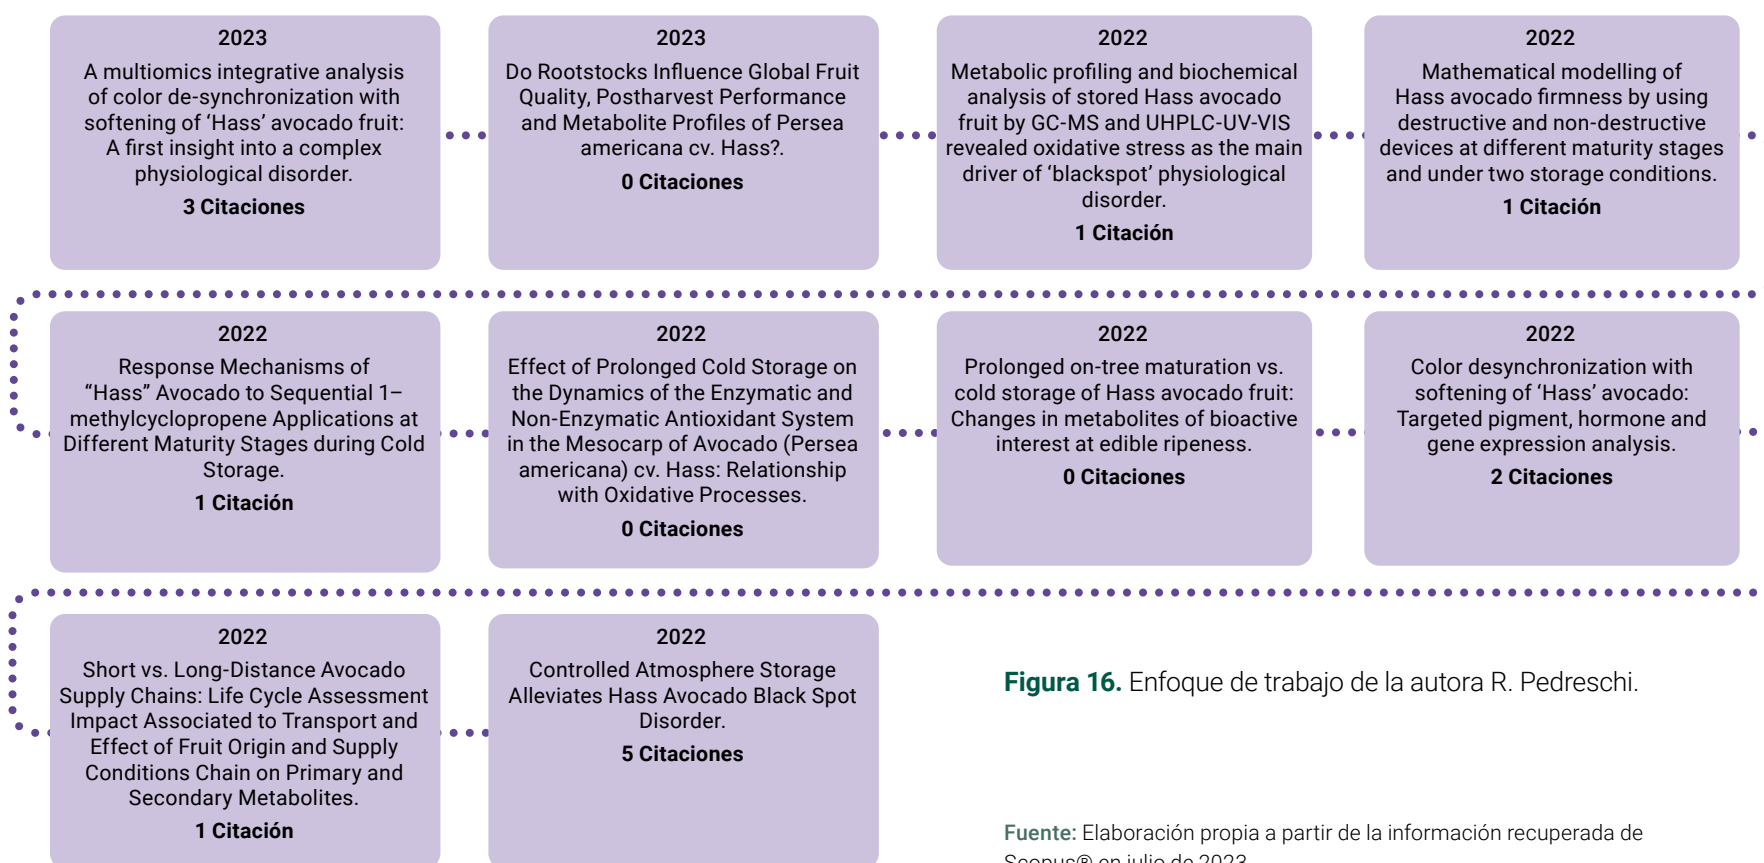 2023
A multiomics integrative analysis
of color de-synchronization with
softening of ‘Hass’ avocado fruit:
A first insight into a complex
physiological disorder.
3 Citaciones
2023
Do Rootstocks Influence Global Fruit
Quality, Postharvest Performance
and Metabolite Profiles of Persea
americana cv. Hass?.
0 Citaciones
2022
Metabolic profiling and biochemical
analysis of stored Hass avocado
fruit by GC-MS and UHPLC-UV-VIS
revealed oxidative stress as the main
driver of ‘blackspot’ physiological
disorder.
1 Citación
2022
Mathematical modelling of
Hass avocado firmness by using
destructive and non-destructive
devices at different maturity stages
and under two storage conditions.
1 Citación
2022
Response Mechanisms of
“Hass” Avocado to Sequential 1–
methylcyclopropene Applications at
Different Maturity Stages during Cold
Storage.
1 Citación
2022
Effect of Prolonged Cold Storage on
the Dynamics of the Enzymatic and
Non-Enzymatic Antioxidant System
in the Mesocarp of Avocado (Persea
americana) cv. Hass: Relationship
with Oxidative Processes.
0 Citaciones
2022
Prolonged on-tree maturation vs.
cold storage of Hass avocado fruit:
Changes in metabolites of bioactive
interest at edible ripeness.
0 Citaciones
2022
Color desynchronization with
softening of ‘Hass’ avocado:
Targeted pigment, hormone and
gene expression analysis.
2 Citaciones
2022
Short vs. Long-Distance Avocado
Supply Chains: Life Cycle Assessment
Impact Associated to Transport and
Effect of Fruit Origin and Supply
Conditions Chain on Primary and
Secondary Metabolites.
1 Citación
2022
Controlled Atmosphere Storage
Alleviates Hass Avocado Black Spot
Disorder.
5 Citaciones
Figura 16. Enfoque de trabajo de la autora R. Pedreschi.
Fuente: Elaboración propia a partir de la información recuperada de
Scopus® en julio de 2023